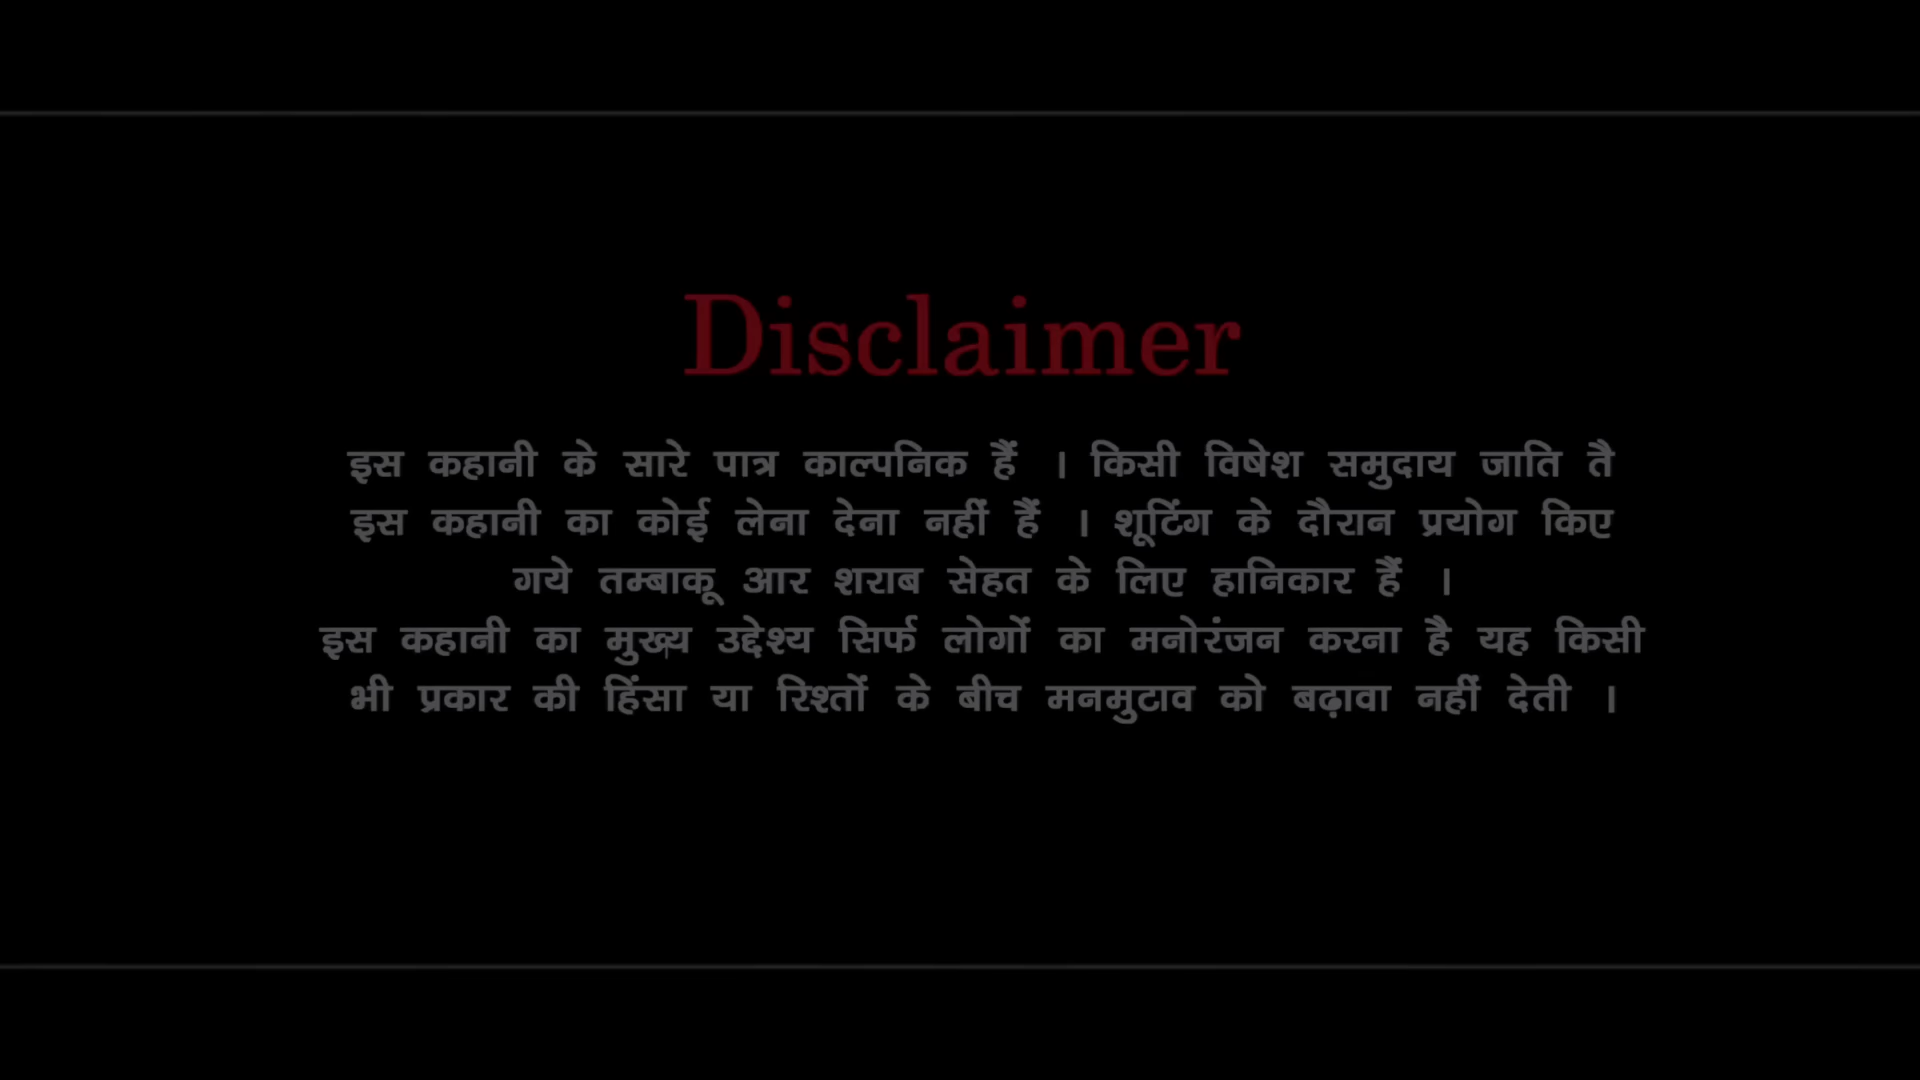 Disclaimer
इस कहानी के सारे पात्र काल्पनिक हैं । किसी विषेश समुदाय जाति तै
इस कहानी का कोई लेना देना नहीं हैं । शूटिंग के दौरान प्रयोग किए
गये तम्बाकू आर शराब सेहत के लिए हानिकार हैं ।
इस कहानी का मुख्य उद्देश्य सिर्फ लोगों का मनोरंजन करना है यह किसी
भी प्रकार की हिंसा या रिश्तों के बीच मनमुटाव को बढ़ावा नहीं देती ।